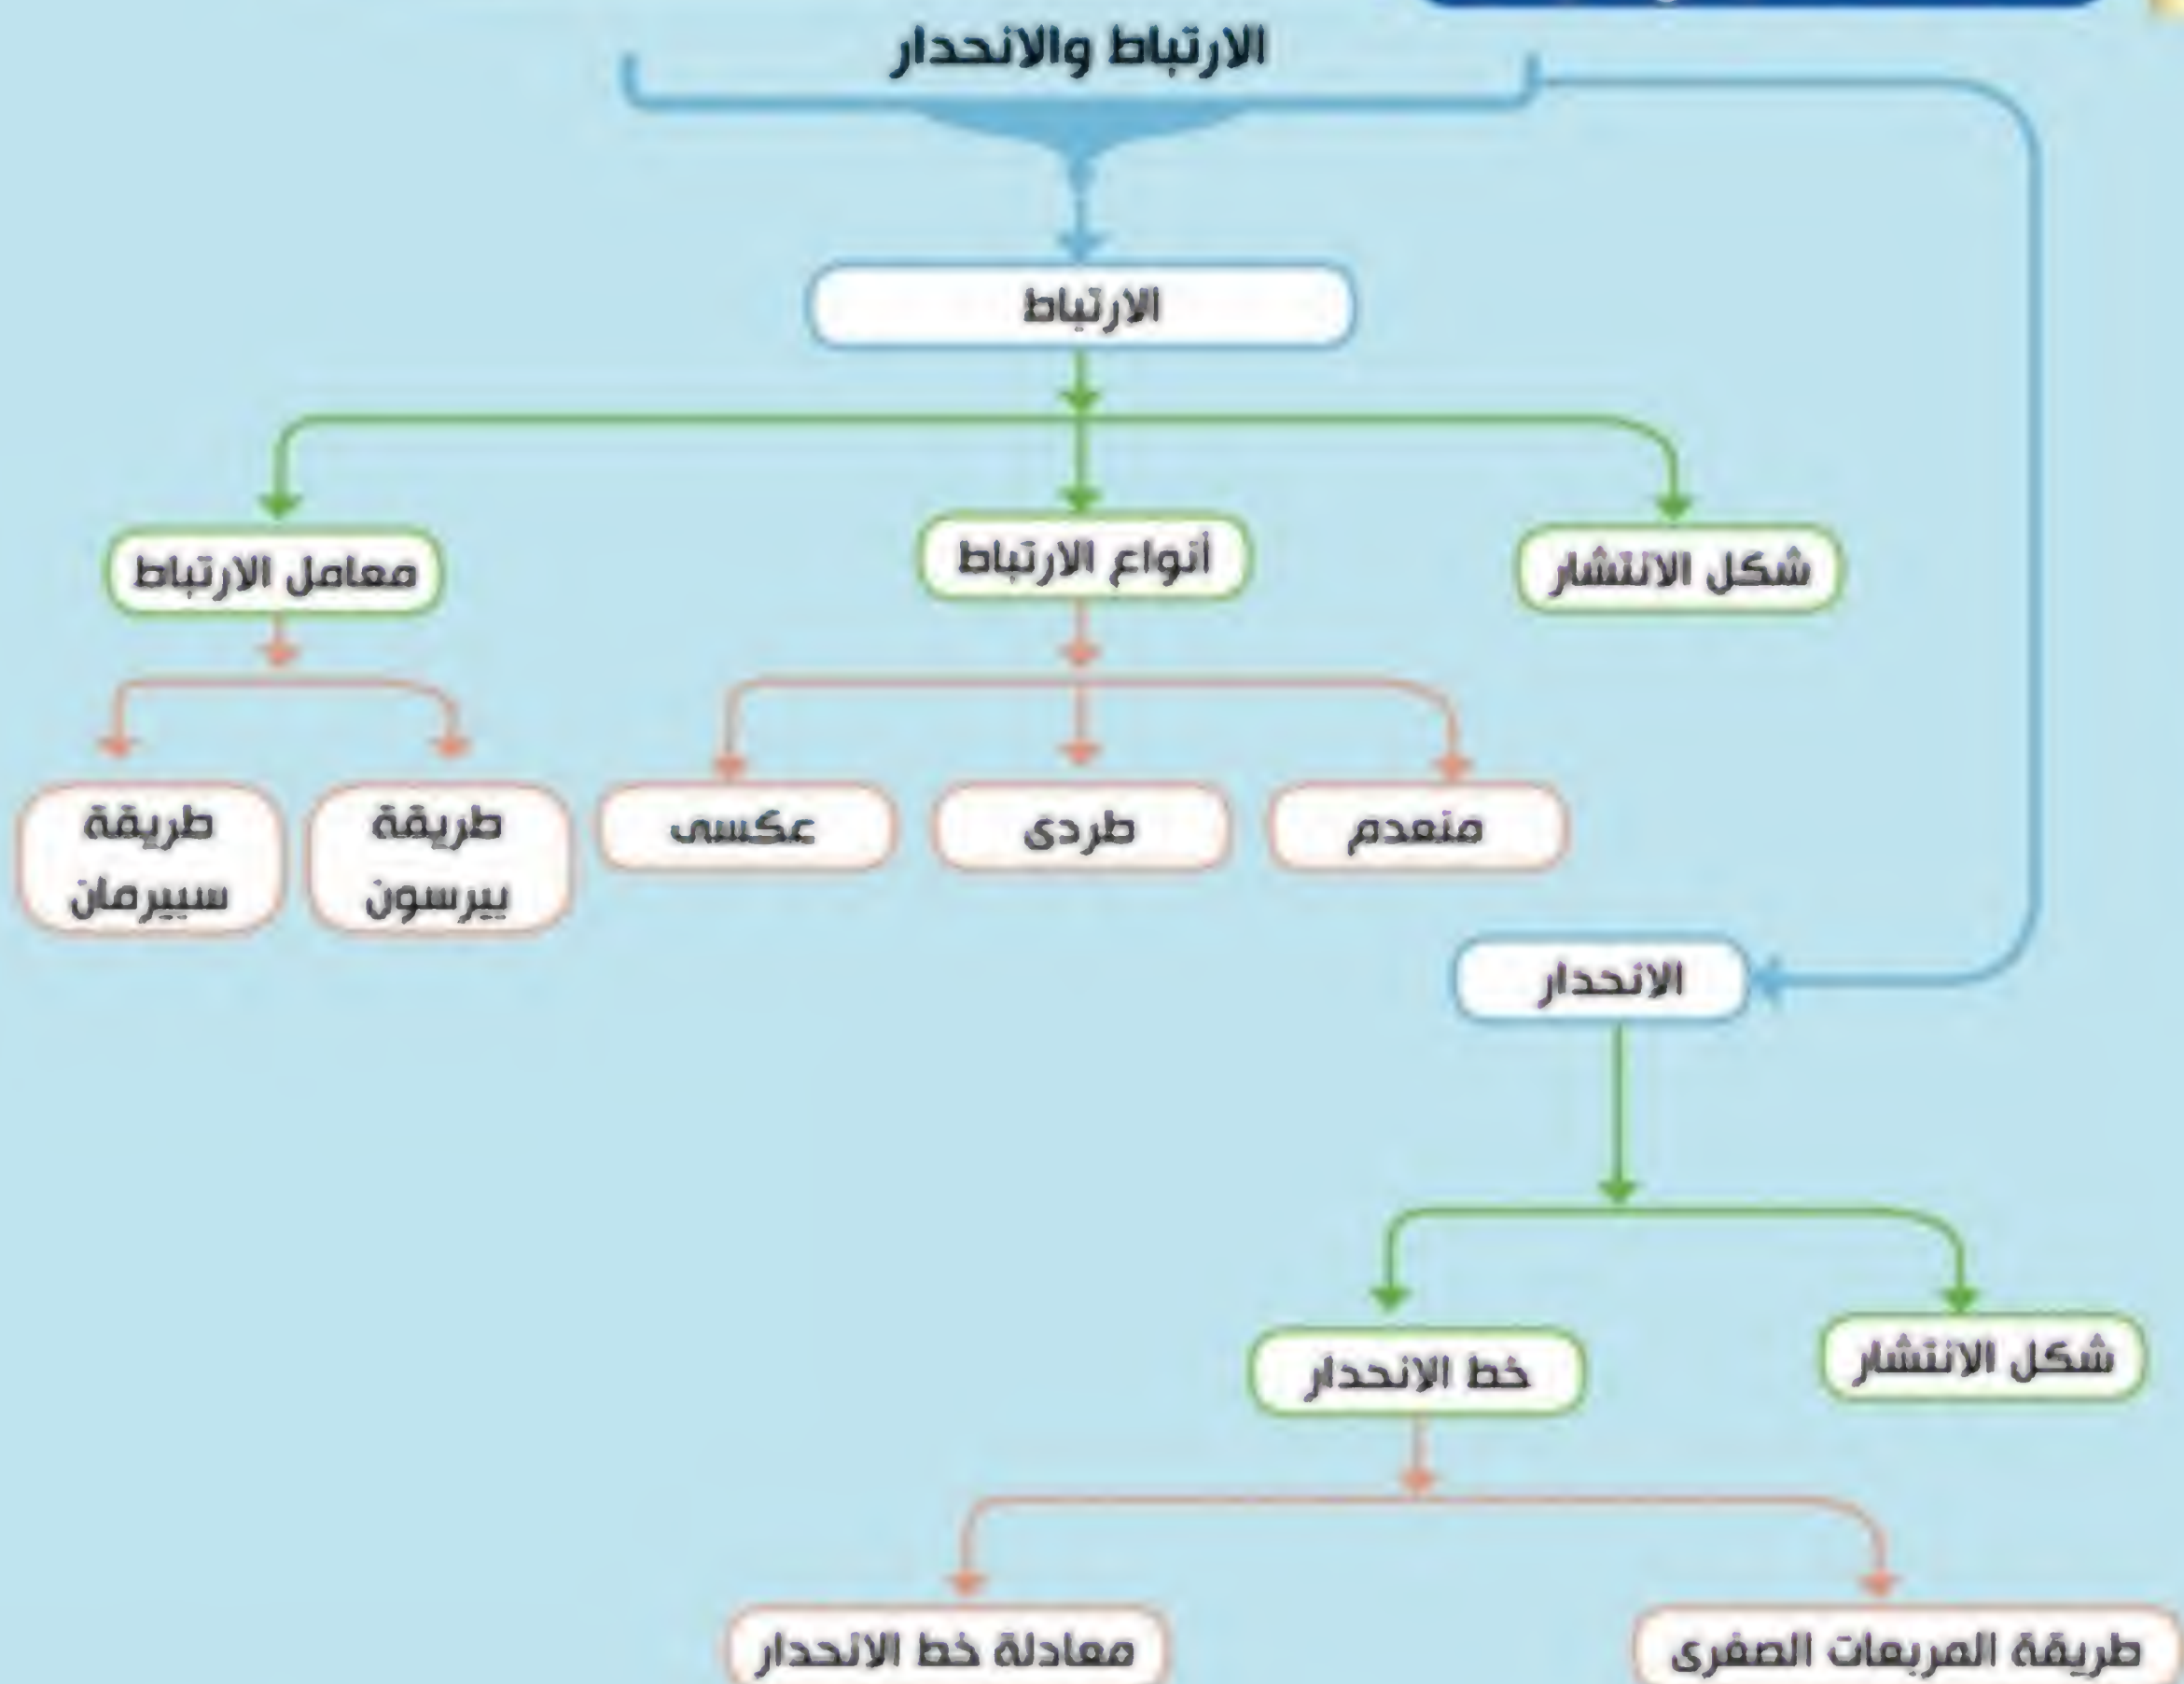 الارتباط والانحدار
الارتباط
شكل الانتشار
أنواع الارتباط
معامل الارتباط
منعدم
طردى
عكسى
طريقة
بيرسون
طريقة
سبيرمان
الانحدار
شكل الانتشار
خط الانحدار
طريقة المربعات الصغرى
معادلة خط الانحدار